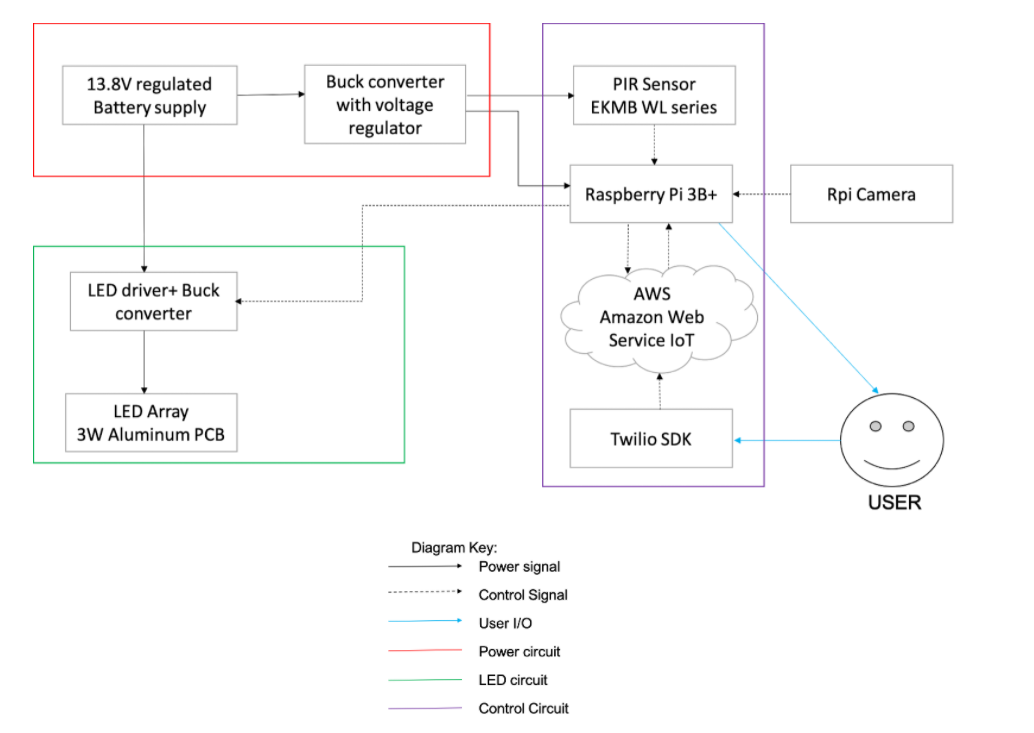 13.8V regulated
Battery supply
Buck converter
with voltage
regulator
PIR Sensor
EKMB WL series
Raspberry Pi 3B+
Rpi Camera
LED driver+ Buck
converter
AWS
Amazon Web
Service IoT
LED Array
3W Aluminum PCB
Twilio SDK
USER
Diagram Key:
Power signal
Control Signal
User I/O
Power circuit
LED circuit
Control Circuit